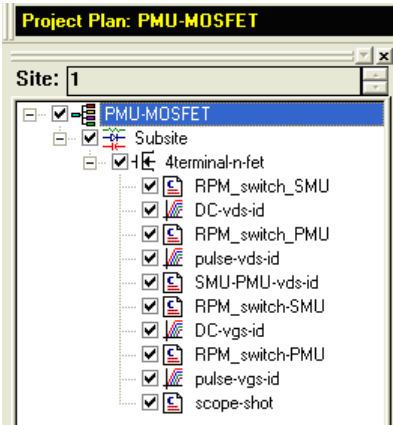 Project Plan: PMU-MOSFET
Site: 1
PMU-MOSFET
Subsite
4terminal-n-fet
RPM_switch_SMU
DC-vds-id
RPM_switch_PMU
pulse-vds-id
SMU-PMU-vds-id
RPM_switch-SMU
DC-vgs-id
RPM_switch-PMU
pulse-vgs-id
scope-shot